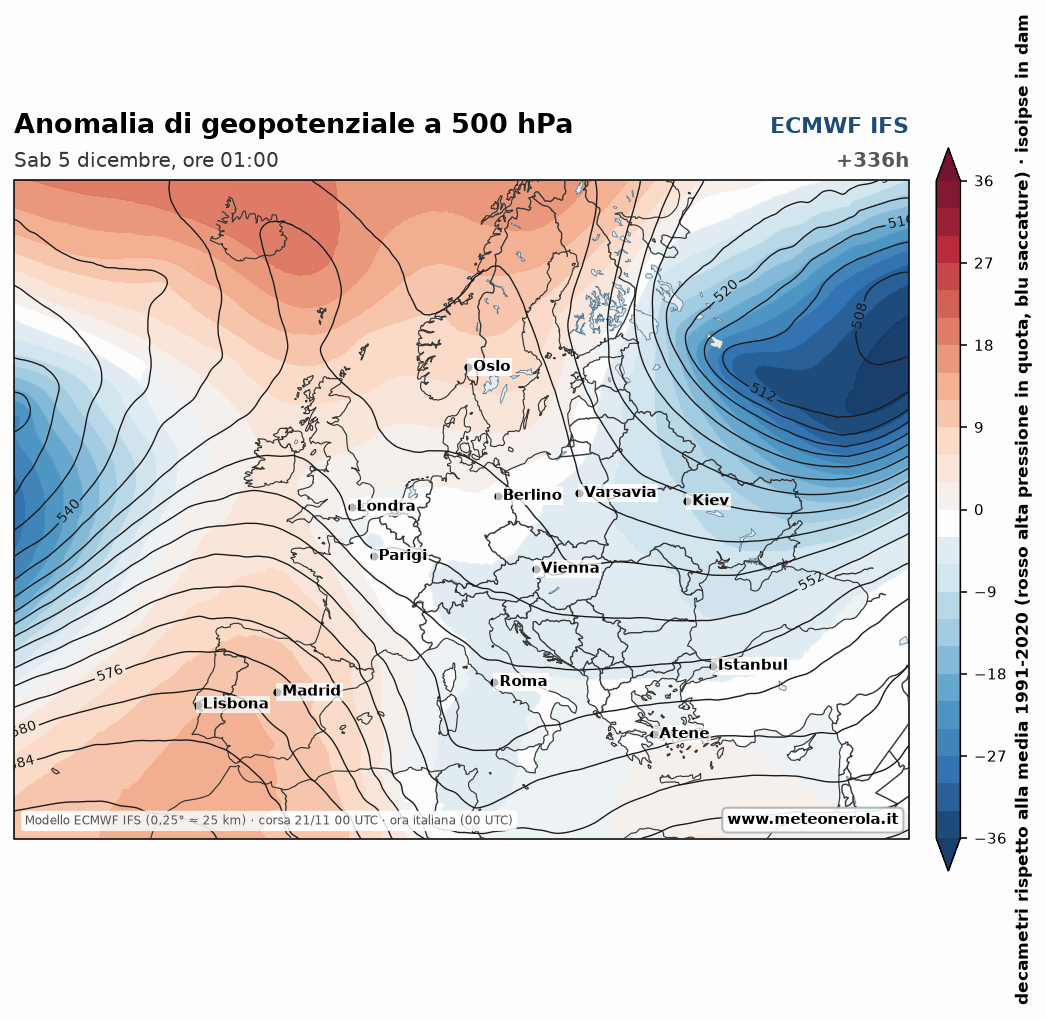 Anomalia di geopotenziale a 500 hPa
ECMWF IFS
Sab 5 dicembre, ore 01:00
+336h
decametri rispetto alla media 1991-2020 (rosso alta pressione in quota, blu saccature) · isoipse in dam
36
27
18
9
0
−9
−18
−27
−36
516
520
508
512
540
552
576
580
584
Oslo
Berlino
Varsavia
Kiev
Londra
Parigi
Vienna
Istanbul
Roma
Madrid
Lisbona
Atene
Modello ECMWF IFS (0,25° ≈ 25 km) · corsa 21/11 00 UTC · ora italiana (00 UTC)
www.meteonerola.it